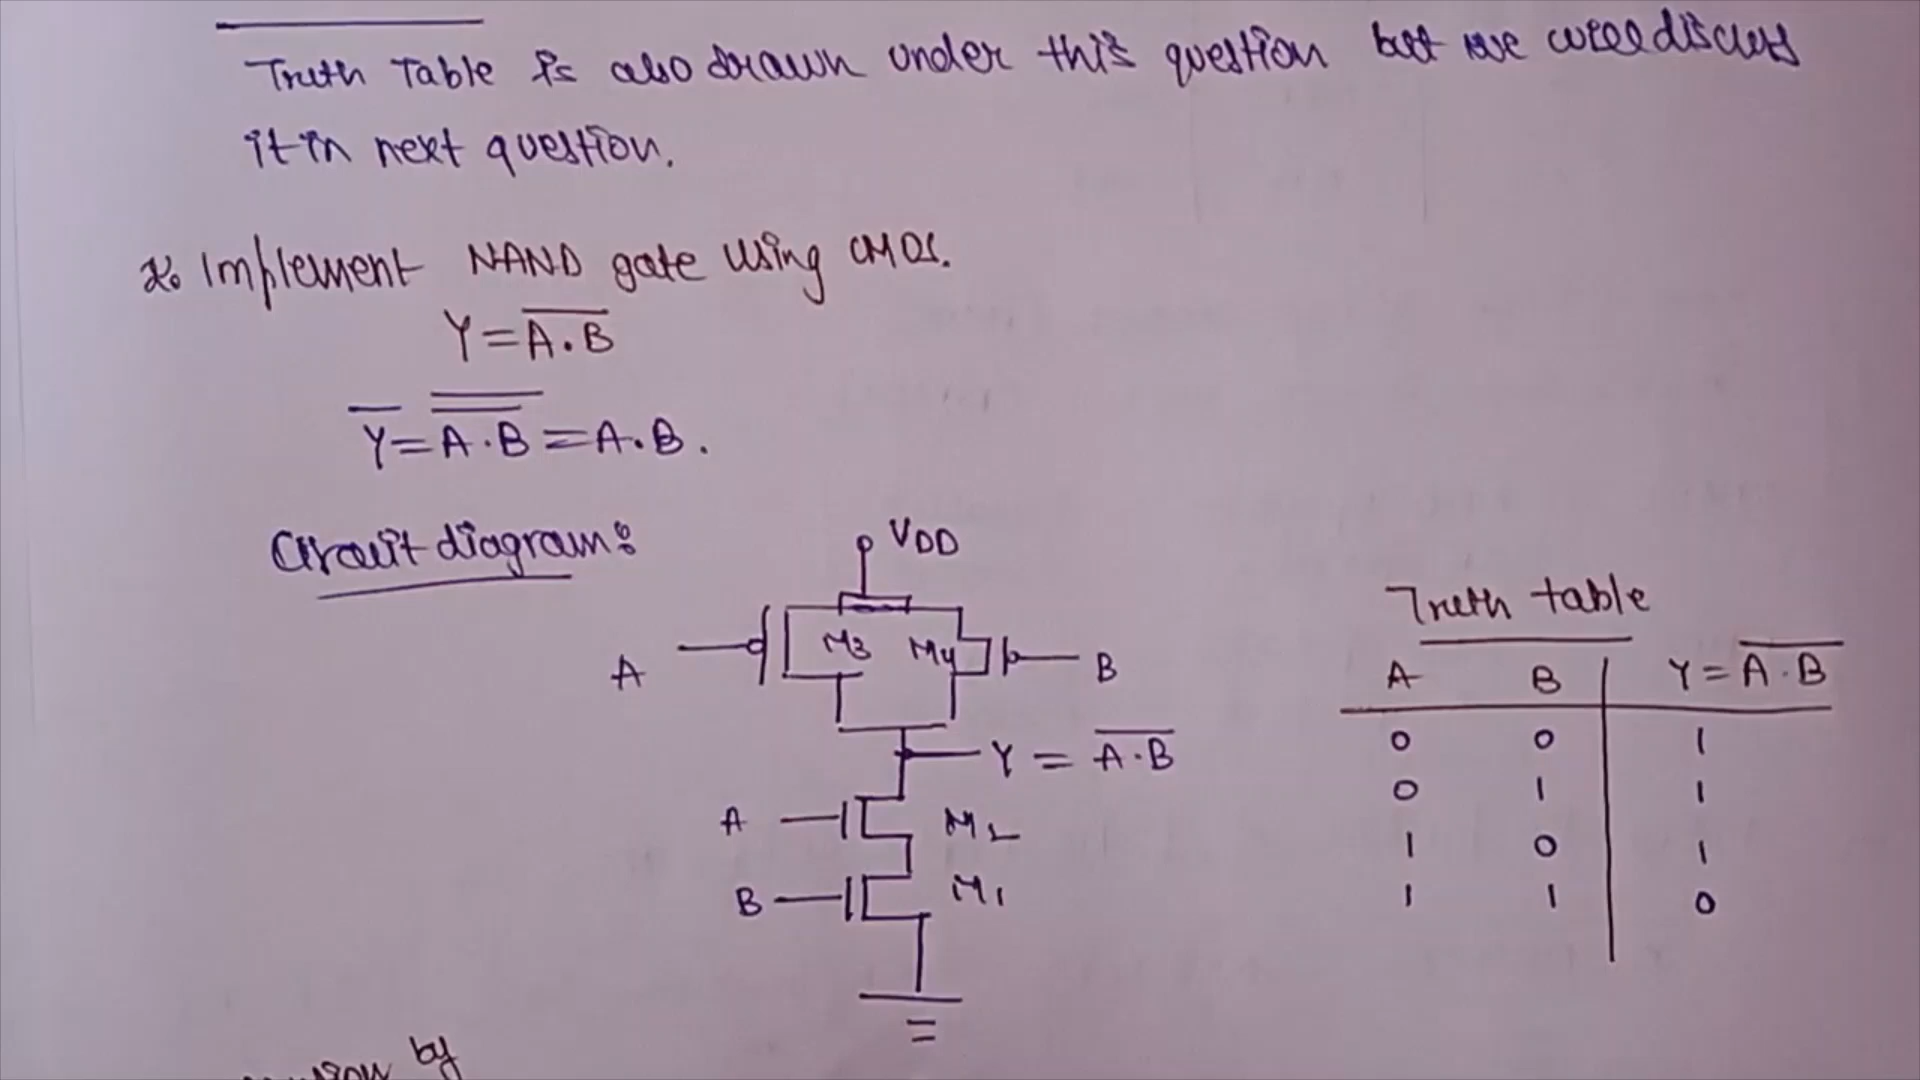 Truth Table is also drawn under this question but we will discuss
it in next question.
Implement NAND gate using CMOS.
Y = A̅.̅B̅
Y̅ = A̿.̿B̿ = A.B.
Circuit diagram:
VDD
A M3 M4 B
Y = A̅.̅B̅
A M2
B M1
Truth table
A B Y = A̅.̅B̅
0 0 1
0 1 1
1 0 1
1 1 0
by